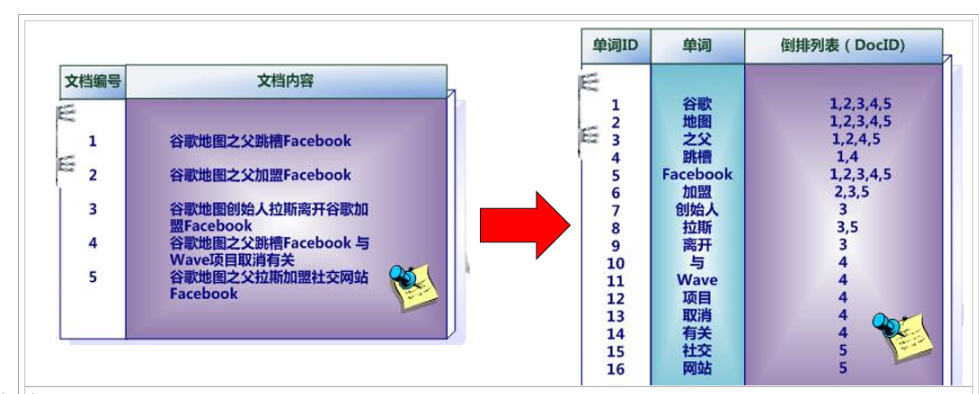 文档编号 文档内容
1 谷歌地图之父跳槽Facebook
2 谷歌地图之父加盟Facebook
3 谷歌地图创始人拉斯离开谷歌加
盟Facebook
4 谷歌地图之父跳槽Facebook 与
Wave项目取消有关
5 谷歌地图之父拉斯加盟社交网站
Facebook
单词ID 单词 倒排列表（DocID)
1 谷歌 1,2,3,4,5
2 地图 1,2,3,4,5
3 之父 1,2,4,5
4 跳槽 1,4
5 Facebook 1,2,3,4,5
6 加盟 2,3,5
7 创始人 3
8 拉斯 3,5
9 离开 3
10 与 4
11 Wave 4
12 项目 4
13 取消 4
14 有关 4
15 社交 5
16 网站 5